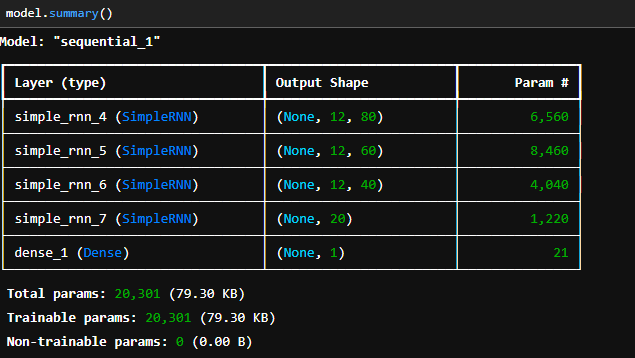 model.summary()
Model: "sequential_1"
Layer (type) Output Shape Param #
simple_rnn_4 (SimpleRNN) (None, 12, 80) 6,560
simple_rnn_5 (SimpleRNN) (None, 12, 60) 8,460
simple_rnn_6 (SimpleRNN) (None, 12, 40) 4,040
simple_rnn_7 (SimpleRNN) (None, 20) 1,220
dense_1 (Dense) (None, 1) 21
Total params: 20,301 (79.30 KB)
Trainable params: 20,301 (79.30 KB)
Non-trainable params: 0 (0.00 B)